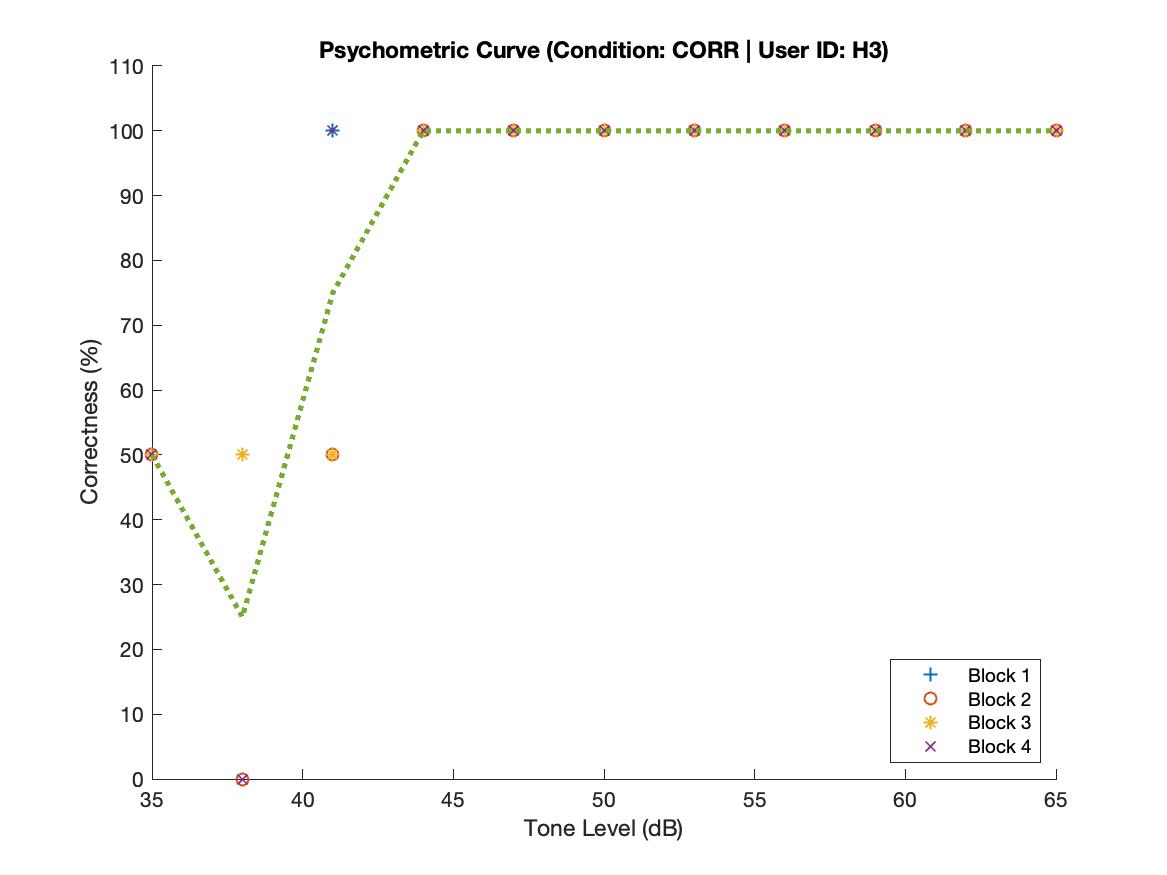 Psychometric Curve (Condition: CORR | User ID: H3)
110
100
90
80
70
60
50
40
30
20
10
0
Correctness (%)
35 40 45 50 55 60 65
Tone Level (dB)
Block 1
Block 2
Block 3
Block 4